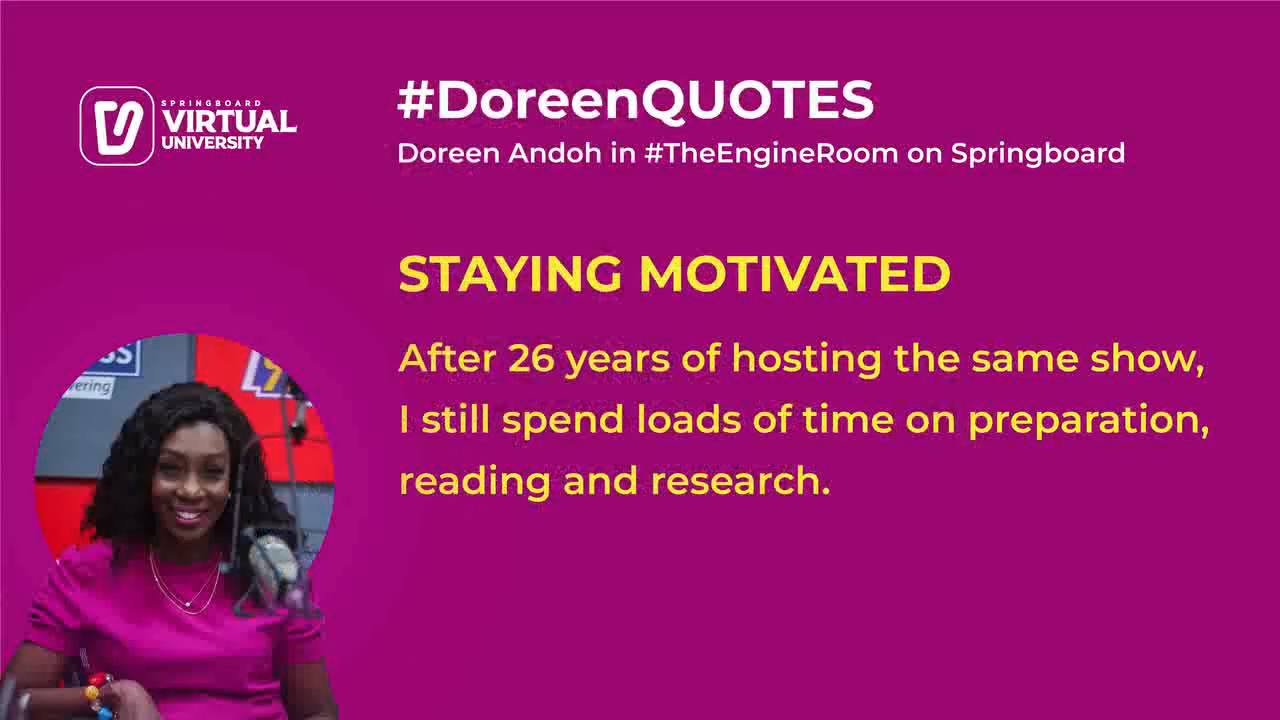 SPRINGBOARD
VIRTUAL
UNIVERSITY
#DoreenQUOTES
Doreen Andoh in #TheEngineRoom on Springboard
STAYING MOTIVATED
After 26 years of hosting the same show,
I still spend loads of time on preparation,
reading and research.